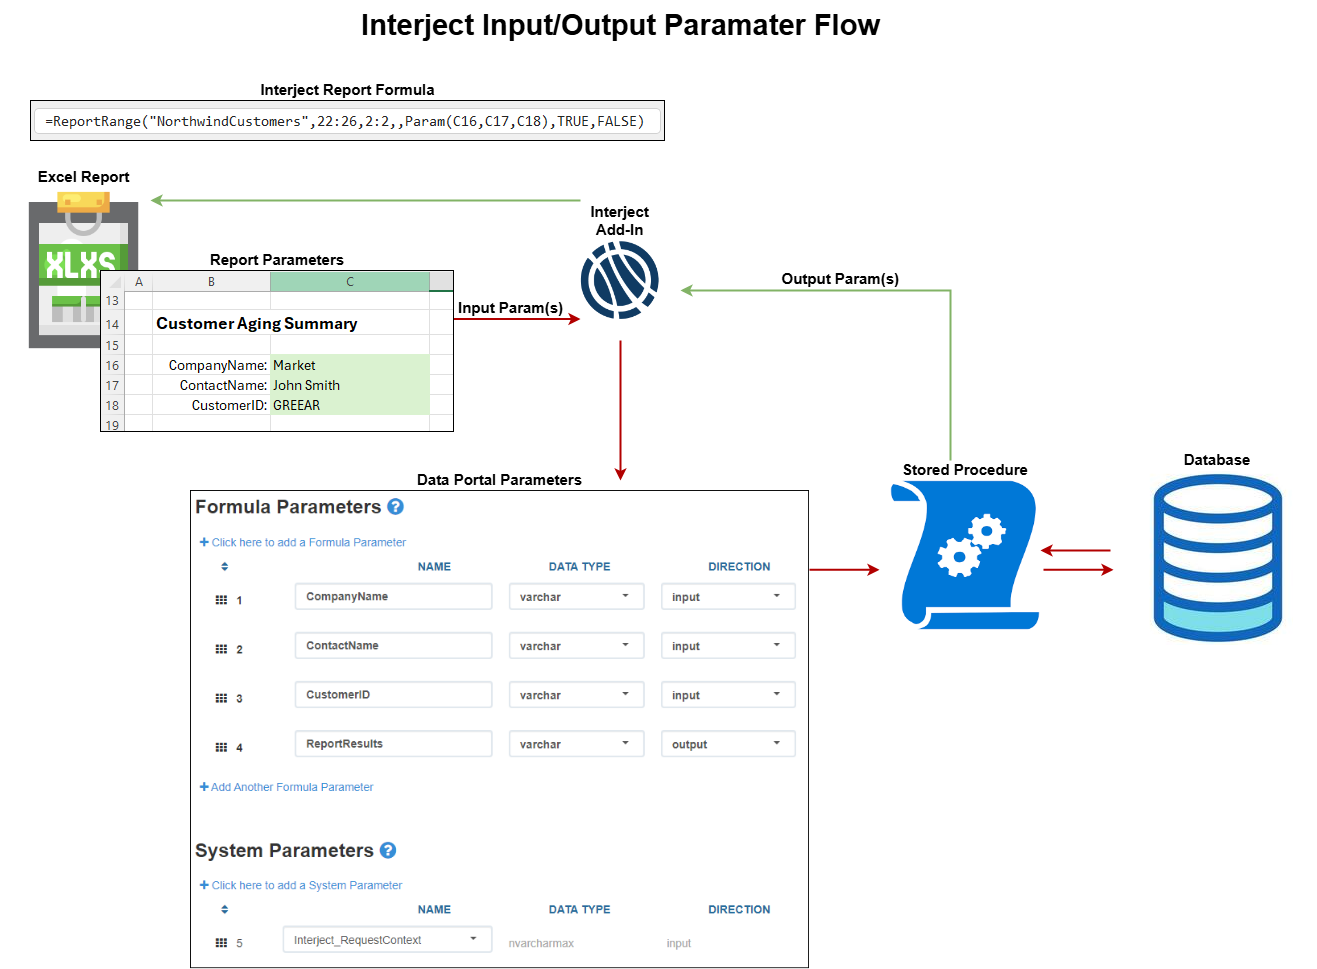 Interject Input/Output Paramater Flow
Interject Report Formula
=ReportRange("NorthwindCustomers",22:26,2:2,,Param(C16,C17,C18),TRUE,FALSE)
Excel Report
XLXS
Report Parameters
A B C
13
14 Customer Aging Summary
15
16 CompanyName: Market
17 ContactName: John Smith
18 CustomerID: GREEAR
19
Input Param(s)
Interject
Add-In
Output Param(s)
Data Portal Parameters
Formula Parameters ?
+ Click here to add a Formula Parameter
NAME DATA TYPE DIRECTION
1 CompanyName varchar input
2 ContactName varchar input
3 CustomerID varchar input
4 ReportResults varchar output
+ Add Another Formula Parameter
System Parameters ?
+ Click here to add a System Parameter
NAME DATA TYPE DIRECTION
5 Interject_RequestContext nvarcharmax input
Stored Procedure
Database